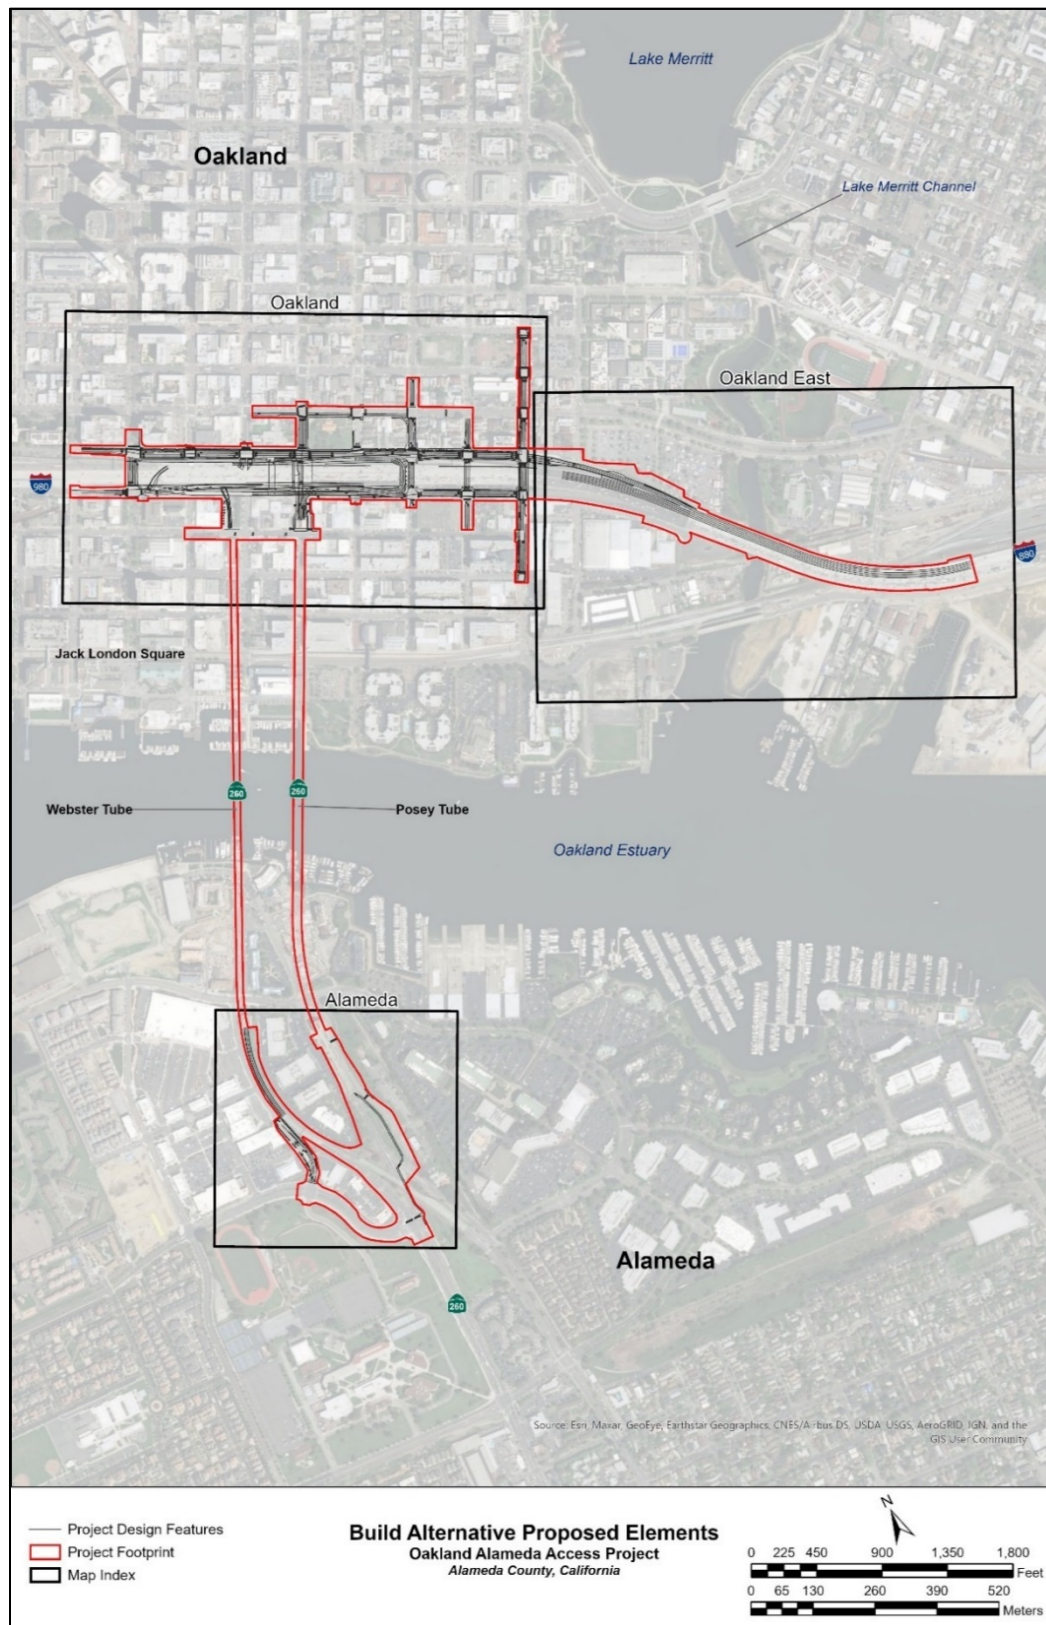 Lake Merritt
Oakland
Lake Merritt Channel
Oakland
Oakland East
980
880
Jack London Square
260
260
Webster Tube
Posey Tube
Oakland Estuary
Alameda
Alameda
260
Source: Esri, Maxar, GeoEye, Earthstar Geographics, CNES/Airbus DS, USDA, USGS, AeroGRID, IGN, and the
GIS User Community
Project Design Features
Project Footprint
Map Index
Build Alternative Proposed Elements
Oakland Alameda Access Project
Alameda County, California
N
0 225 450 900 1,350 1,800
Feet
0 65 130 260 390 520
Meters